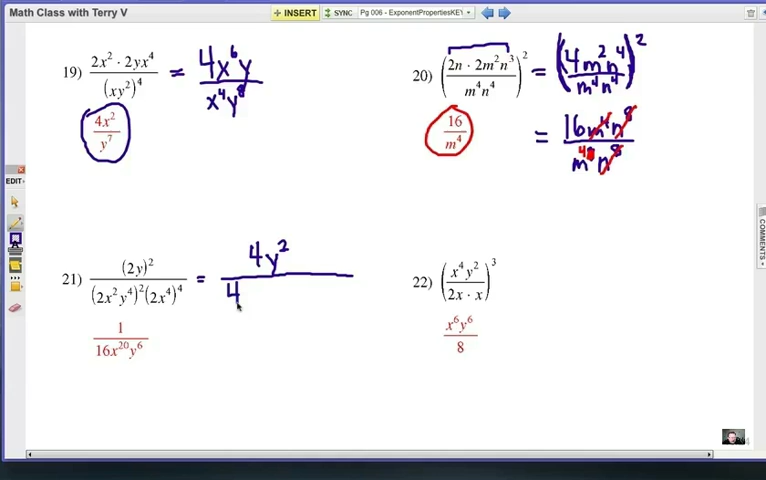 Math Class with Terry V
+ INSERT
SYNC
Pg 006 - ExponentPropertiesKEY
EDIT-
COMMENTS
19) (2x² · 2yx⁴)/(xy²)⁴ = 4x⁶y/x⁴y⁸
4x²/y⁷
20) ((2n · 2m²n³)/(m⁴n⁴))² = (4m²n⁴/m⁴n⁴)²
16/m⁴
= 16m⁴n⁸/m⁴n⁸
21) (2y)²/((2x²y⁴)²(2x⁴)⁴) = 4y²/4
1/(16x²⁰y⁶)
22) (x⁴y²/(2x · x))³
x⁶y⁶/8